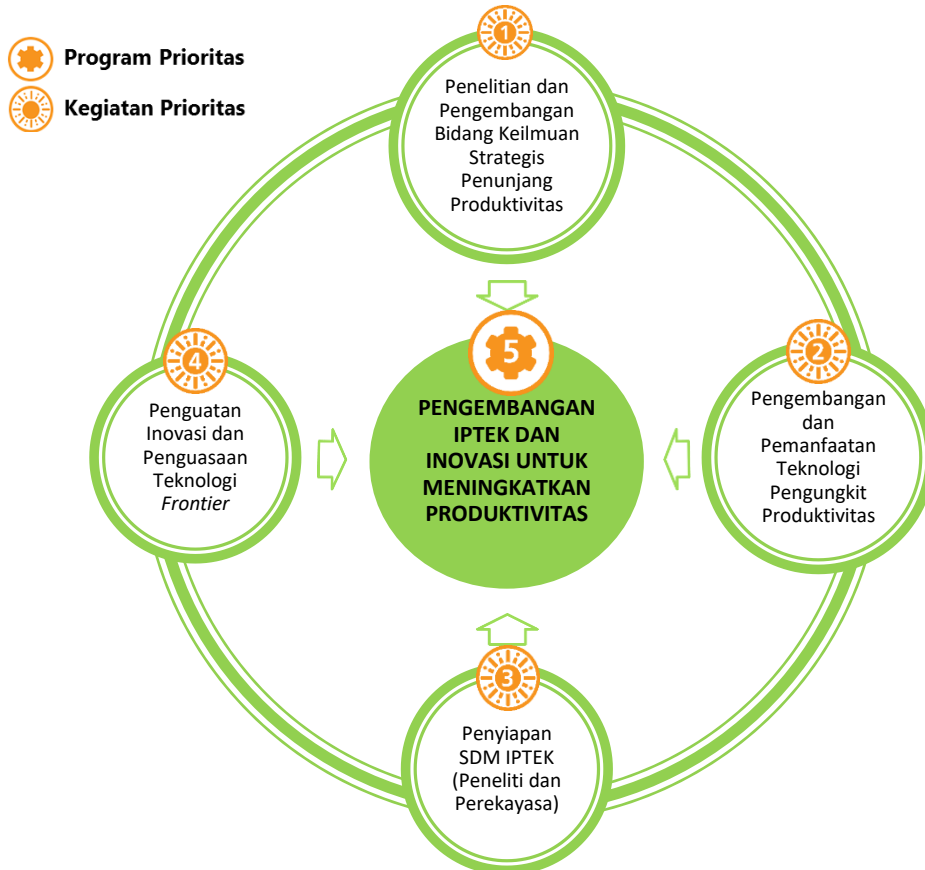 Program Prioritas
Kegiatan Prioritas
1
Penelitian dan
Pengembangan
Bidang Keilmuan
Strategis
Penunjang
Produktivitas
2
Pengembangan
dan
Pemanfaatan
Teknologi
Pengungkit
Produktivitas
3
Penyiapan
SDM IPTEK
(Peneliti dan
Perekayasa)
4
Penguatan
Inovasi dan
Penguasaan
Teknologi
Frontier
5
PENGEMBANGAN
IPTEK DAN
INOVASI UNTUK
MENINGKATKAN
PRODUKTIVITAS